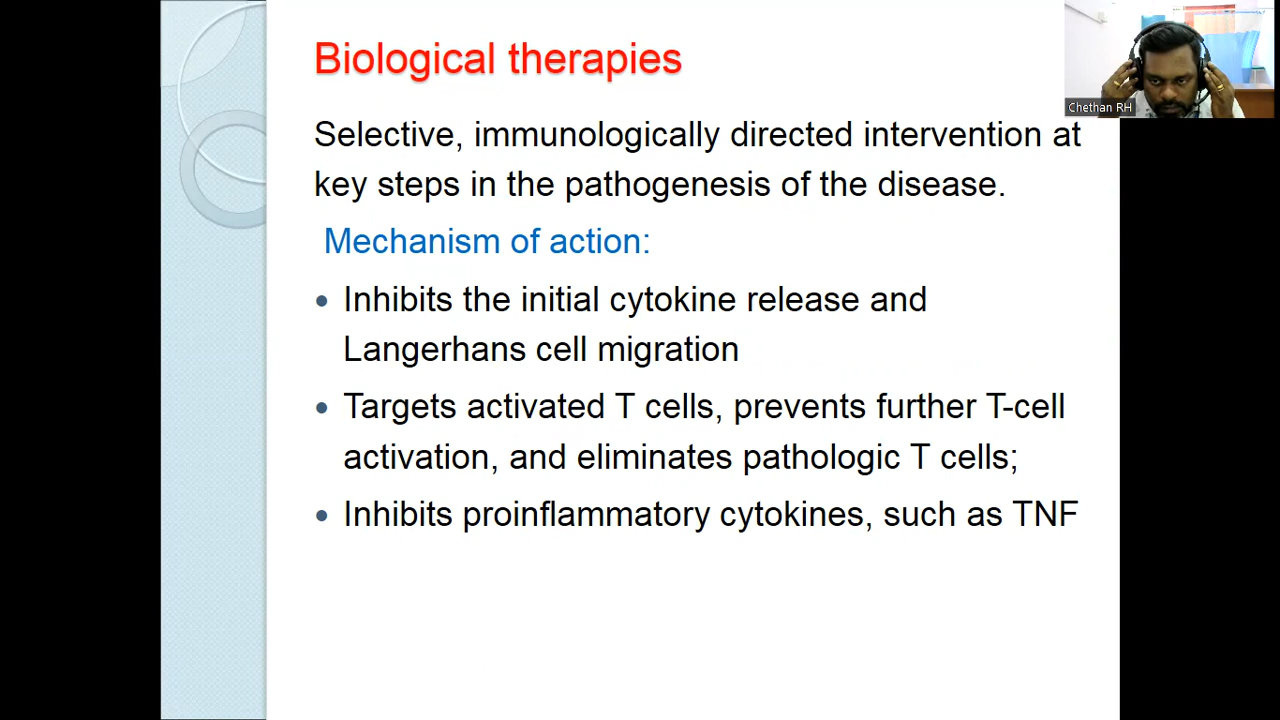 Biological therapies
Chethan RH
Selective, immunologically directed intervention at
key steps in the pathogenesis of the disease.
Mechanism of action:
• Inhibits the initial cytokine release and
Langerhans cell migration
• Targets activated T cells, prevents further T-cell
activation, and eliminates pathologic T cells;
• Inhibits proinflammatory cytokines, such as TNF